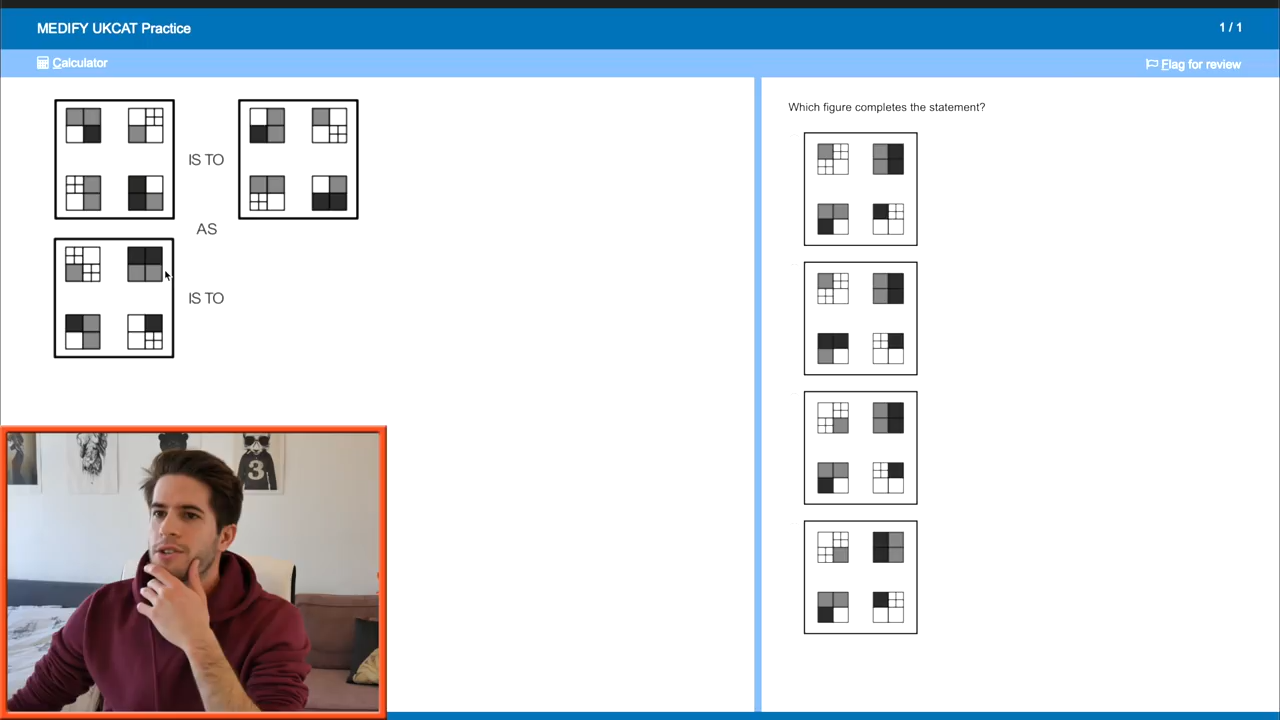 MEDIFY UKCAT Practice
1 / 1
Calculator
Flag for review
IS TO
AS
IS TO
Which figure completes the statement?
3